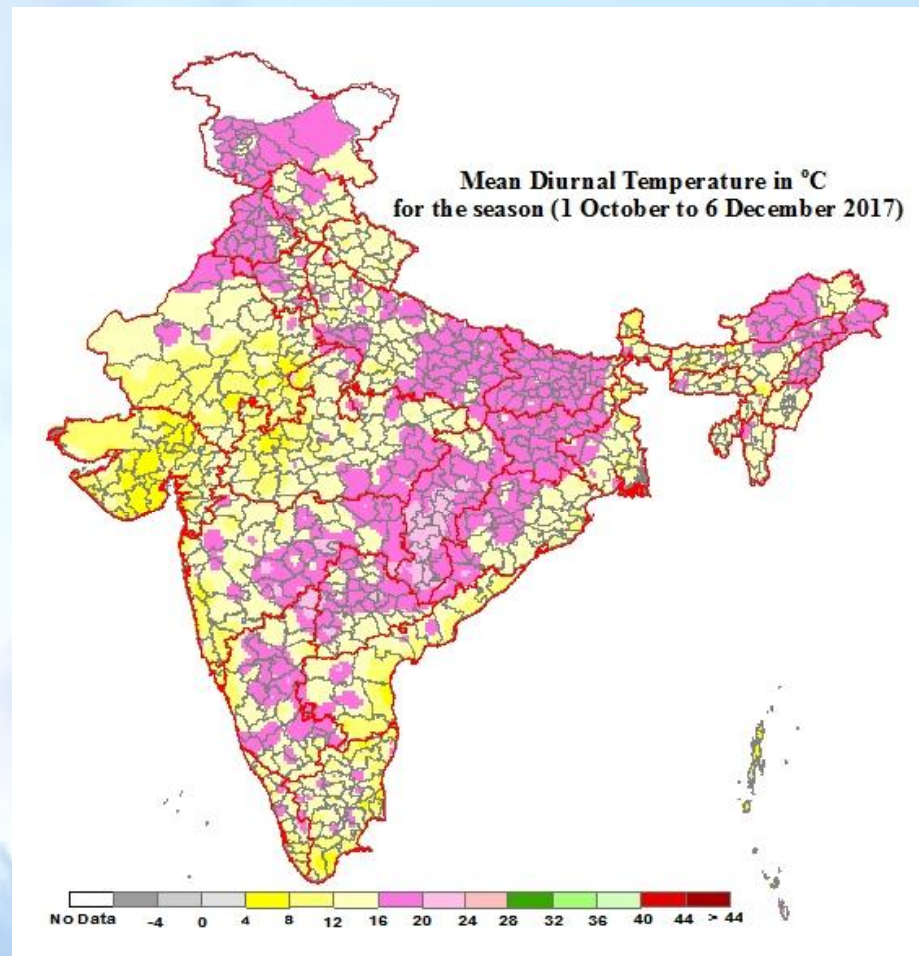 Mean Diurnal Temperature in °C
for the season (1 October to 6 December 2017)
No Data -4 0 4 8 12 16 20 24 28 32 36 40 44 > 44